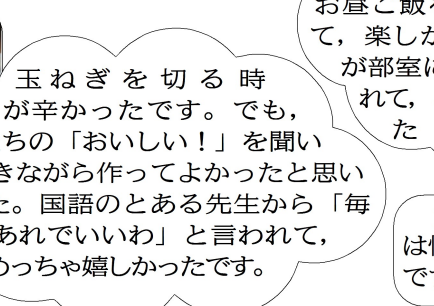 玉ねぎを切る時
が辛かったです。でも，
ちの「おいしい！」を聞い
きながら作ってよかったと思い
た。国語のとある先生から「毎
あれでいいわ」と言われて，
めっちゃ嬉しかったです。
お昼ご飯
て，楽し
が部室に
れて，
た
は
で